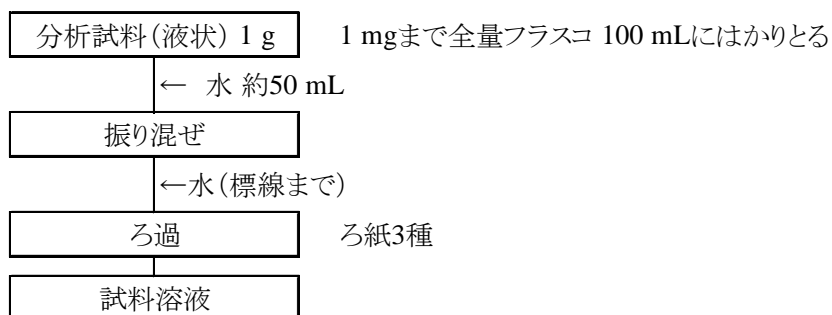 分析試料(液状) 1 g 1 mgまで全量フラスコ 100 mLにはかりとる
← 水 約50 mL
振り混ぜ
←水(標線まで)
ろ過 ろ紙3種
試料溶液